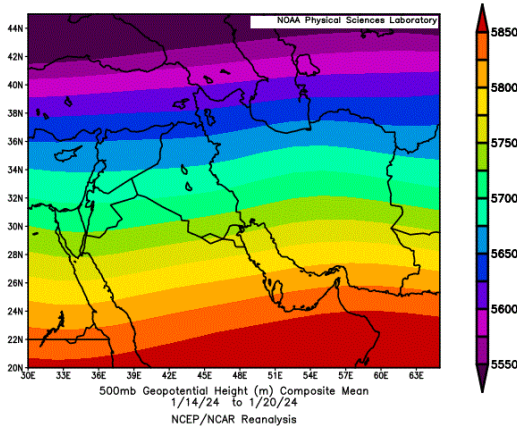 NOAA Physical Sciences Laboratory
44N
42N
40N
38N
36N
34N
32N
30N
28N
26N
24N
22N
20N
30E 33E 36E 39E 42E 45E 48E 51E 54E 57E 60E 63E
5850
5800
5750
5700
5650
5600
5550
500mb Geopotential Height (m) Composite Mean
1/14/24 to 1/20/24
NCEP/NCAR Reanalysis